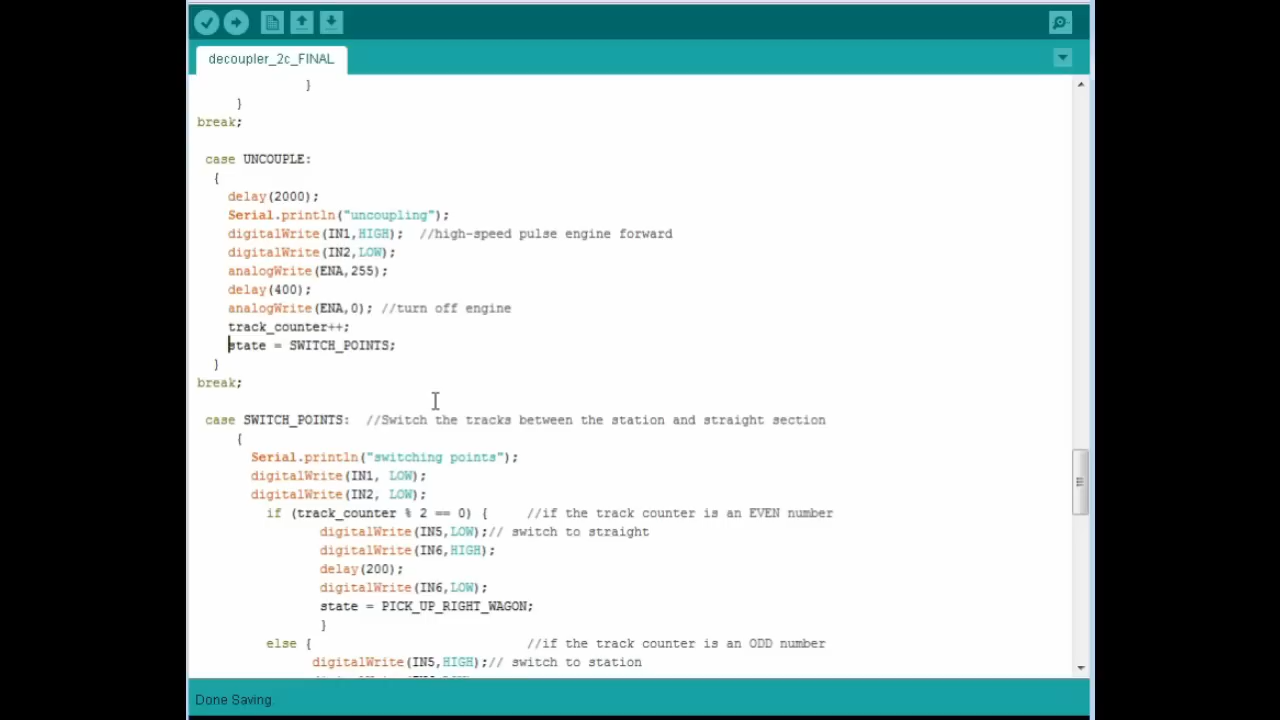 decoupler_2c_FINAL
}
}
break;
case UNCOUPLE:
{
delay(2000);
Serial.println("uncoupling");
digitalWrite(IN1,HIGH); //high-speed pulse engine forward
digitalWrite(IN2,LOW);
analogWrite(ENA,255);
delay(400);
analogWrite(ENA,0); //turn off engine
track_counter++;
state = SWITCH_POINTS;
}
break;
case SWITCH_POINTS: //Switch the tracks between the station and straight section
{
Serial.println("switching points");
digitalWrite(IN1, LOW);
digitalWrite(IN2, LOW);
if (track_counter % 2 == 0) { //if the track counter is an EVEN number
digitalWrite(IN5,LOW);// switch to straight
digitalWrite(IN6,HIGH);
delay(200);
digitalWrite(IN6,LOW);
state = PICK_UP_RIGHT_WAGON;
}
else { //if the track counter is an ODD number
digitalWrite(IN5,HIGH);// switch to station
Done Saving.